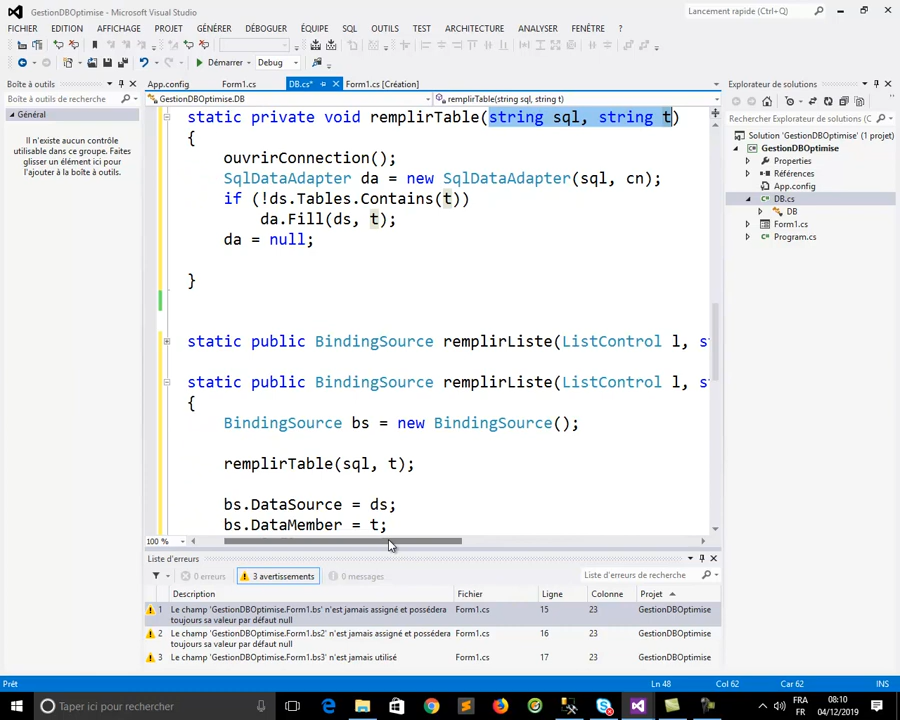 GestionDBOptimise - Microsoft Visual Studio
Lancement rapide (Ctrl+Q)
FICHIER EDITION AFFICHAGE PROJET GÉNÉRER DÉBOGUER ÉQUIPE SQL OUTILS TEST ARCHITECTURE ANALYSER FENÊTRE ?
Démarrer Debug
Boîte à outils
App.config Form1.cs DB.cs* Form1.cs [Création]
Explorateur de solutions
Boîte à outils de recherche
GestionDBOptimise.DB remplirTable(string sql, string t)
Général
Il n'existe aucun contrôle
utilisable dans ce groupe. Faites
glisser un élément ici pour
l'ajouter à la boîte à outils.
static private void remplirTable(string sql, string t)
{
ouvrirConnection();
SqlDataAdapter da = new SqlDataAdapter(sql, cn);
if (!ds.Tables.Contains(t))
da.Fill(ds, t);
da = null;
}
static public BindingSource remplirListe(ListControl l, s
static public BindingSource remplirListe(ListControl l, s
{
BindingSource bs = new BindingSource();
remplirTable(sql, t);
bs.DataSource = ds;
bs.DataMember = t;
100 %
Rechercher dans Explorateur de solutions
Solution 'GestionDBOptimise' (1 projet)
GestionDBOptimise
Properties
Références
App.config
DB.cs
DB
Form1.cs
Program.cs
Liste d'erreurs
0 erreurs 3 avertissements 0 messages
Liste d'erreurs de recherche
Description Fichier Ligne Colonne Projet
1 Le champ 'GestionDBOptimise.Form1.bs' n'est jamais assigné et possédera toujours sa valeur par défaut null Form1.cs 15 23 GestionDBOptimise
2 Le champ 'GestionDBOptimise.Form1.bs2' n'est jamais assigné et possédera toujours sa valeur par défaut null Form1.cs 16 23 GestionDBOptimise
3 Le champ 'GestionDBOptimise.Form1.bs3' n'est jamais utilisé Form1.cs 17 23 GestionDBOptimise
Prêt Ln 48 Col 62 Car 62 INS
Taper ici pour rechercher
FRA 08:10
FR 04/12/2019